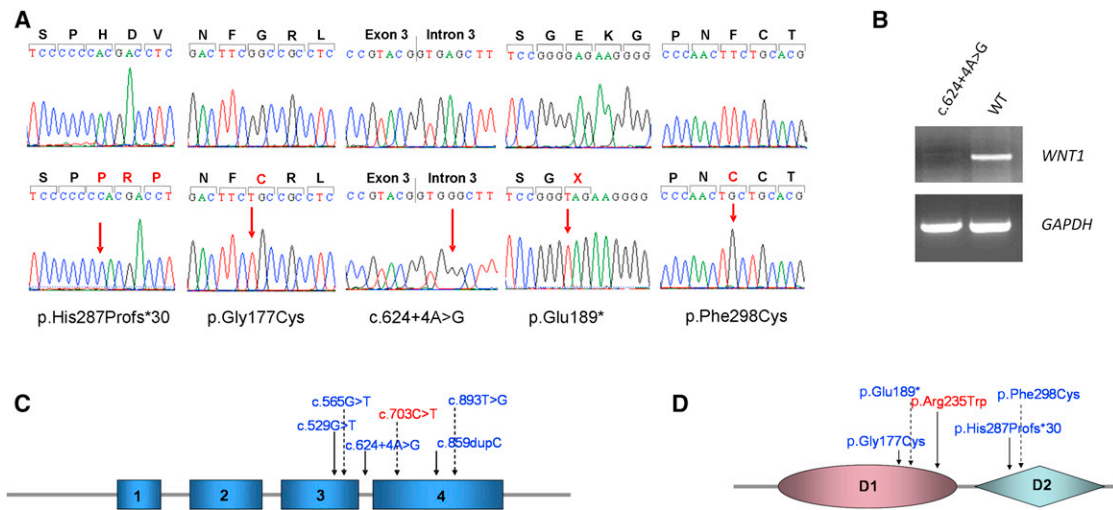 A
S P H D V
TCCCCCCACGACCTC
N F G R L
GACTTCGGCCGCCTC
Exon 3 Intron 3
CCGTACGGTGAGCTT
S G E K G
TCCGGGGAGAAGGGG
P N F C T
CCCAACTTCTGCACG
S P P R P
TCCCCCCCACGACCT
N F C R L
GACTTCTGCCGCCTC
Exon 3 Intron 3
CCGTACGGTGGGCTT
S G X
TCCGGGTAGAAGGGG
P N C C T
CCCAACTGCTGCACG
p.His287Profs*30
p.Gly177Cys
c.624+4A>G
p.Glu189*
p.Phe298Cys
B
c.624+4A>G
WT
WNT1
GAPDH
C
c.565G>T
c.893T>G
c.703C>T
c.529G>T
c.624+4A>G
c.859dupC
1
2
3
4
D
p.Glu189*
p.Phe298Cys
p.Arg235Trp
p.His287Profs*30
p.Gly177Cys
D1
D2